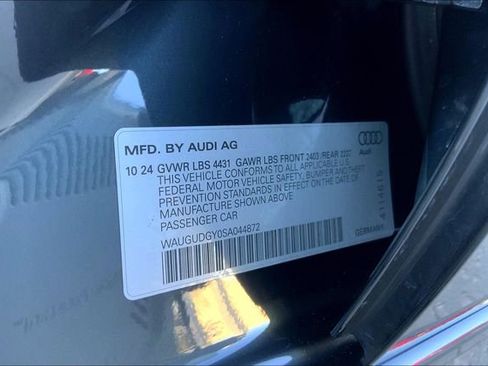 MFD. BY AUDI AG
Audi
10 24 GVWR LBS 4431 GAWR LBS FRONT 2403 /REAR 2227
THIS VEHICLE CONFORMS TO ALL APPLICABLE U.S.
FEDERAL MOTOR VEHICLE SAFETY, BUMPER AND THEFT
PREVENTION STANDARDS IN EFFECT ON THE DATE OF
MANUFACTURE SHOWN ABOVE
PASSENGER CAR
WAUGUDGY0SA044872
GERMANY
4114619